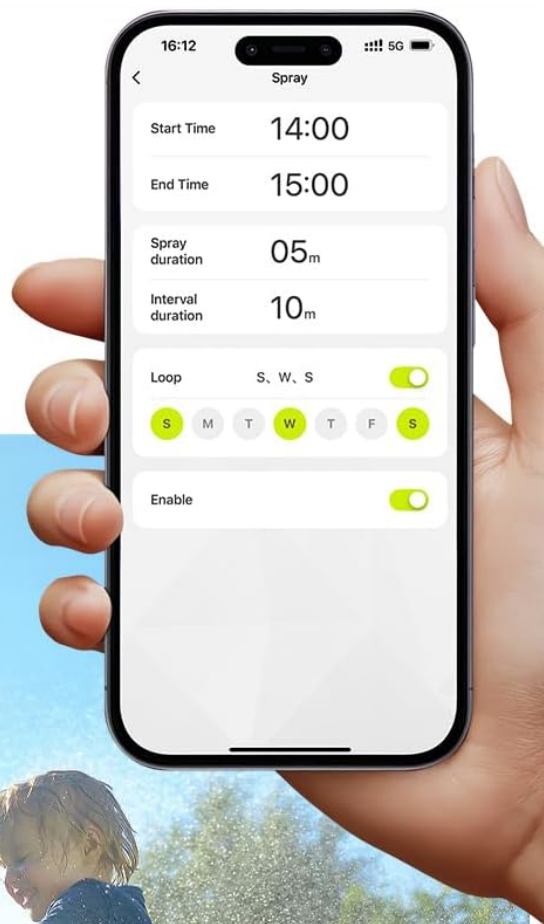 16:12 5G
Spray
Start Time 14:00
End Time 15:00
Spray
duration 05m
Interval
duration 10m
Loop S、W、S
S M T W T F S
Enable